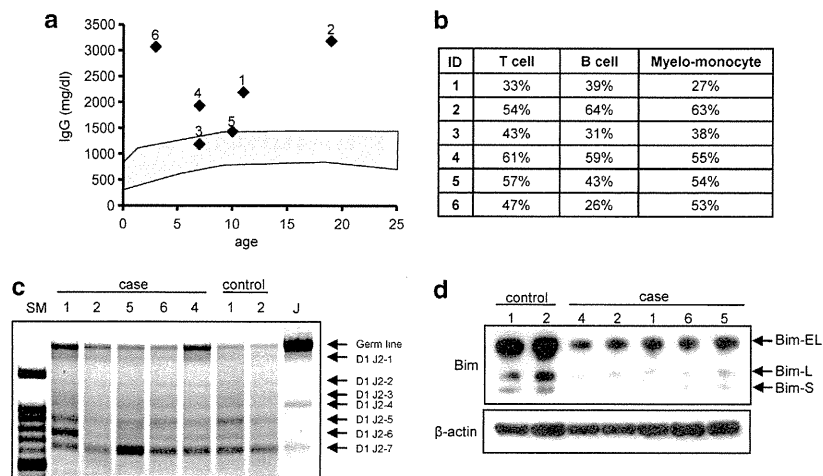 a
3500
3000
2500
2000
1500
1000
500
0
IgG (mg/dl)
6
2
1
4
5
3
0 5 10 15 20 25
age
b
ID T cell B cell Myelo-monocyte
1 33% 39% 27%
2 54% 64% 63%
3 43% 31% 38%
4 61% 59% 55%
5 57% 43% 54%
6 47% 26% 53%
c
case control
SM 1 2 5 6 4 1 2 J
Germ line
D1 J2-1
D1 J2-2
D1 J2-3
D1 J2-4
D1 J2-5
D1 J2-6
D1 J2-7
d
control case
1 2 4 2 1 6 5
Bim
Bim-EL
Bim-L
Bim-S
β-actin